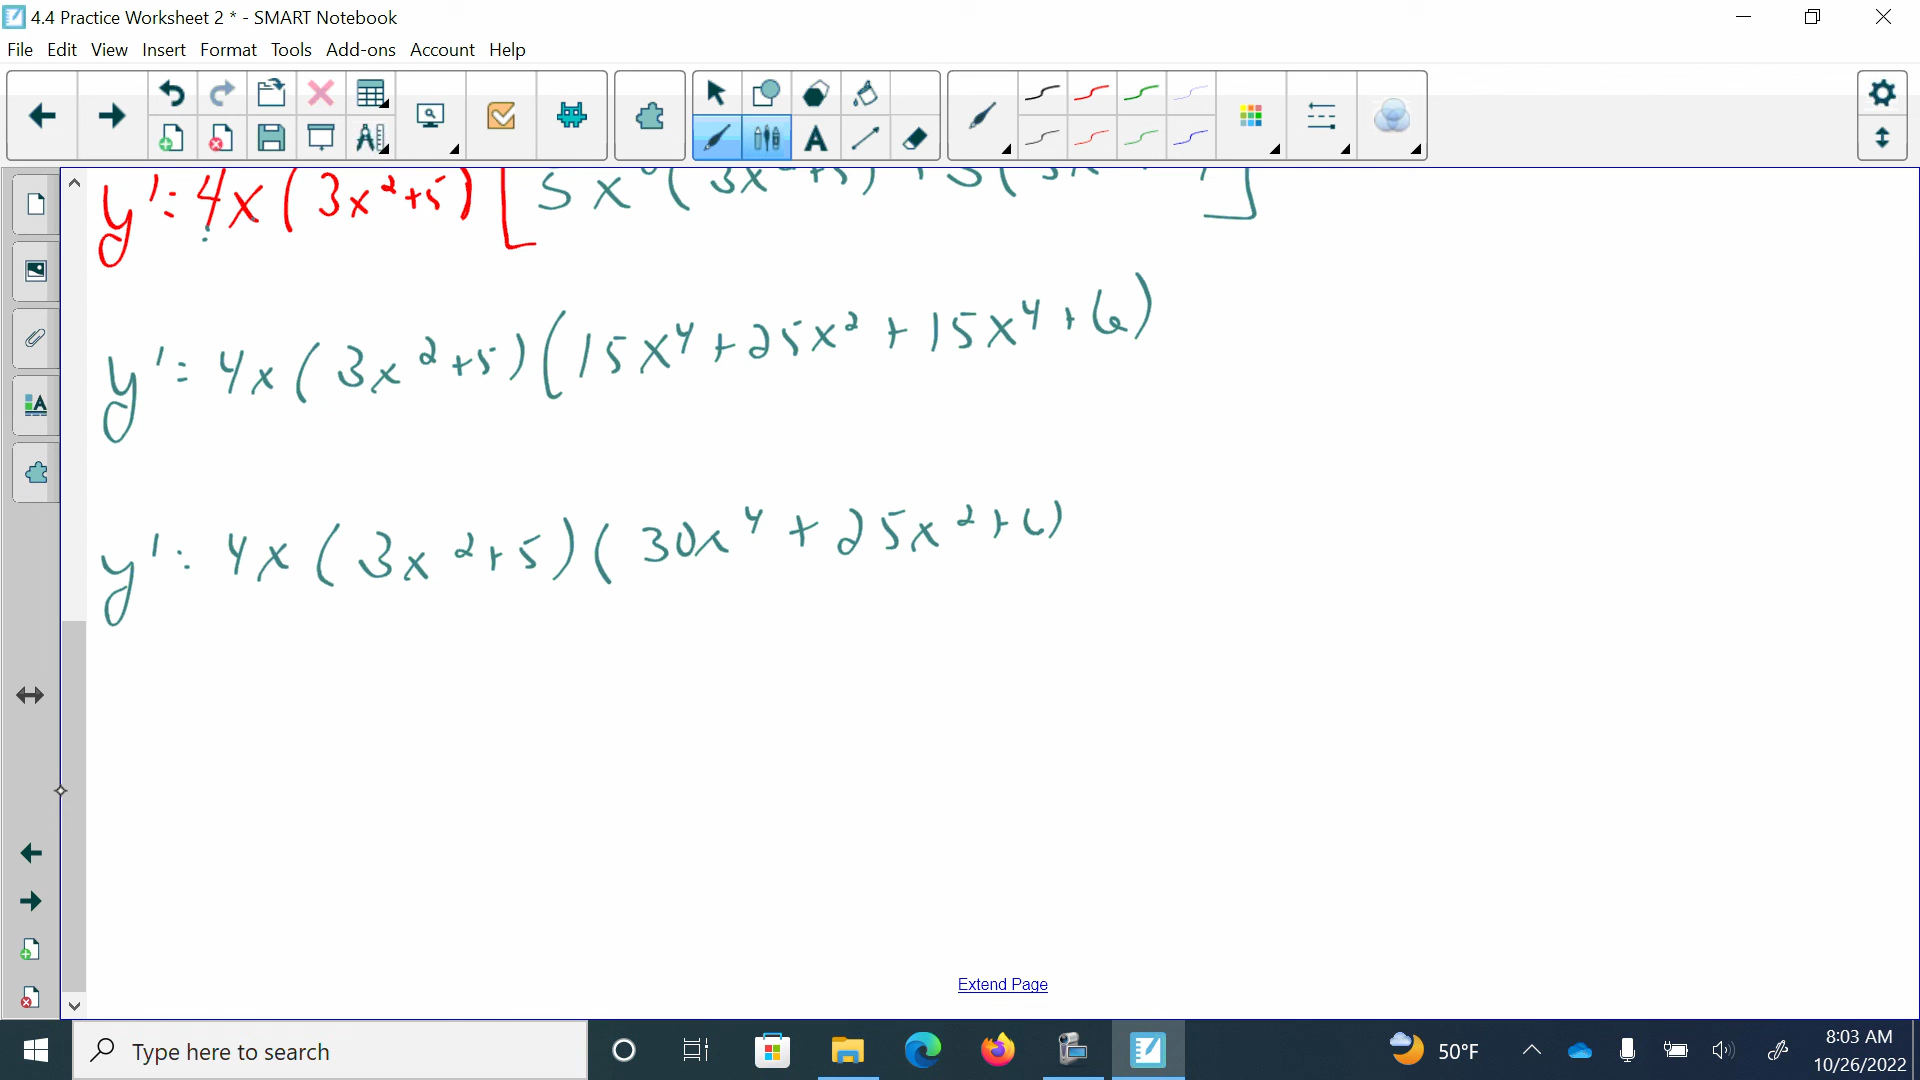 4.4 Practice Worksheet 2 * - SMART Notebook
File Edit View Insert Format Tools Add-ons Account Help
y' = 4x (3x²+5) [
y' = 4x (3x²+5) (15x⁴+25x²+15x⁴+6)
y' = 4x (3x²+5) (30x⁴+25x²+6)
Extend Page
Type here to search
50°F
8:03 AM
10/26/2022